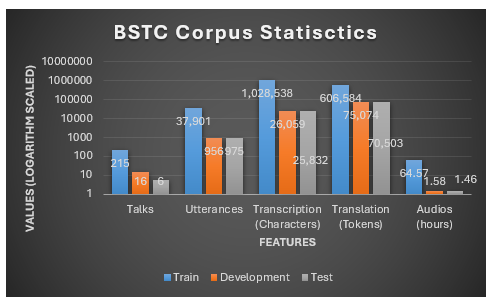 BSTC Corpus Statisctics
VALUES (LOGARITHM SCALED)
10000000
1000000
100000
10000
1000
100
10
1
215
16
6
37,901
956
975
1,028,538
26,059
25,832
606,584
75,074
70,503
64.57
1.58
1.46
Talks
Utterances
Transcription
(Characters)
Translation
(Tokens)
Audios
(hours)
FEATURES
Train
Development
Test